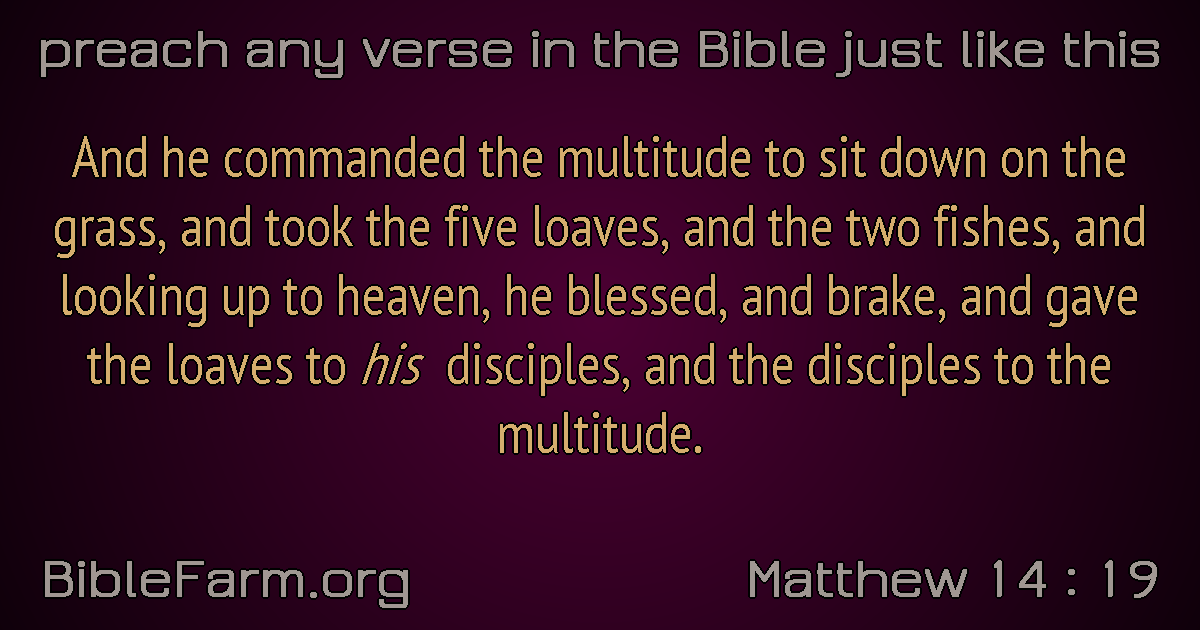 preach any verse in the Bible just like this
And he commanded the multitude to sit down on the
grass, and took the five loaves, and the two fishes, and
looking up to heaven, he blessed, and brake, and gave
the loaves to his disciples, and the disciples to the
multitude.
BibleFarm.org
Matthew 14 : 19